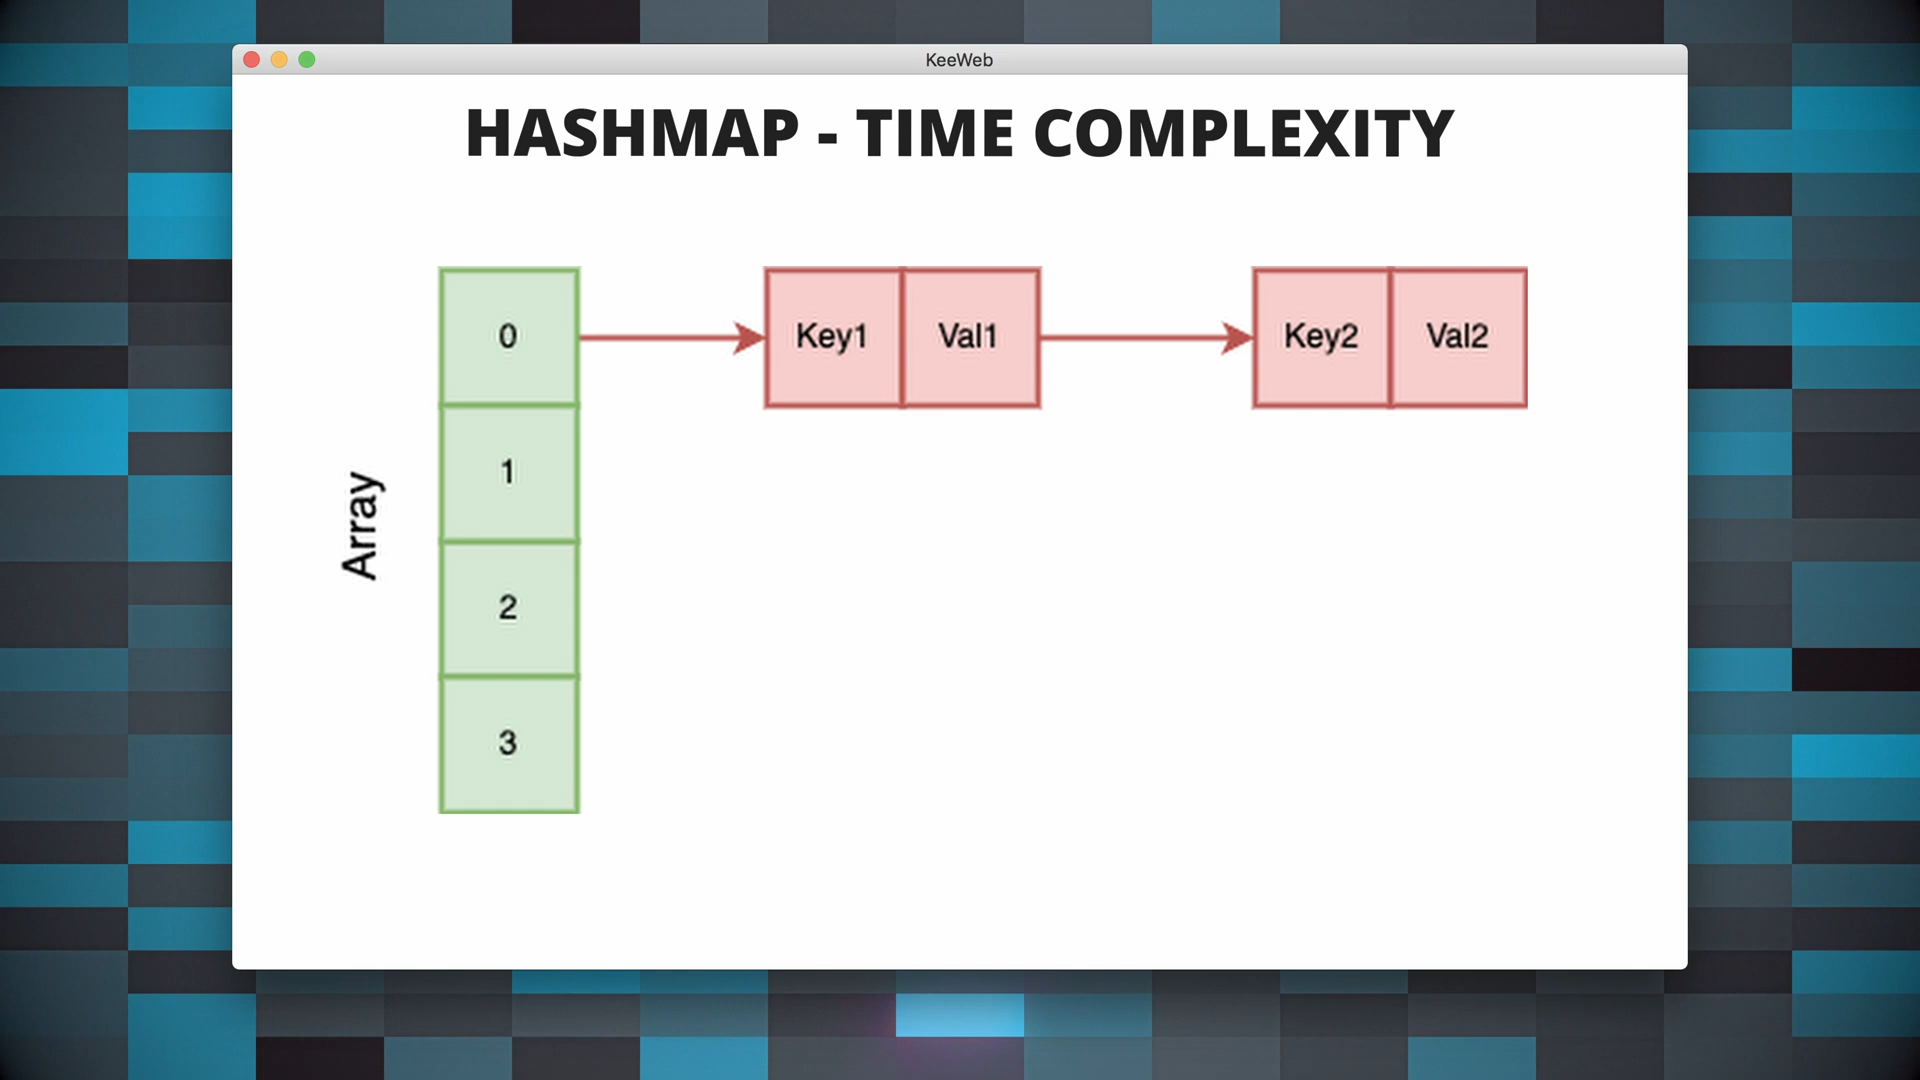 KeeWeb
HASHMAP - TIME COMPLEXITY
0
Key1
Val1
Key2
Val2
1
Array
2
3